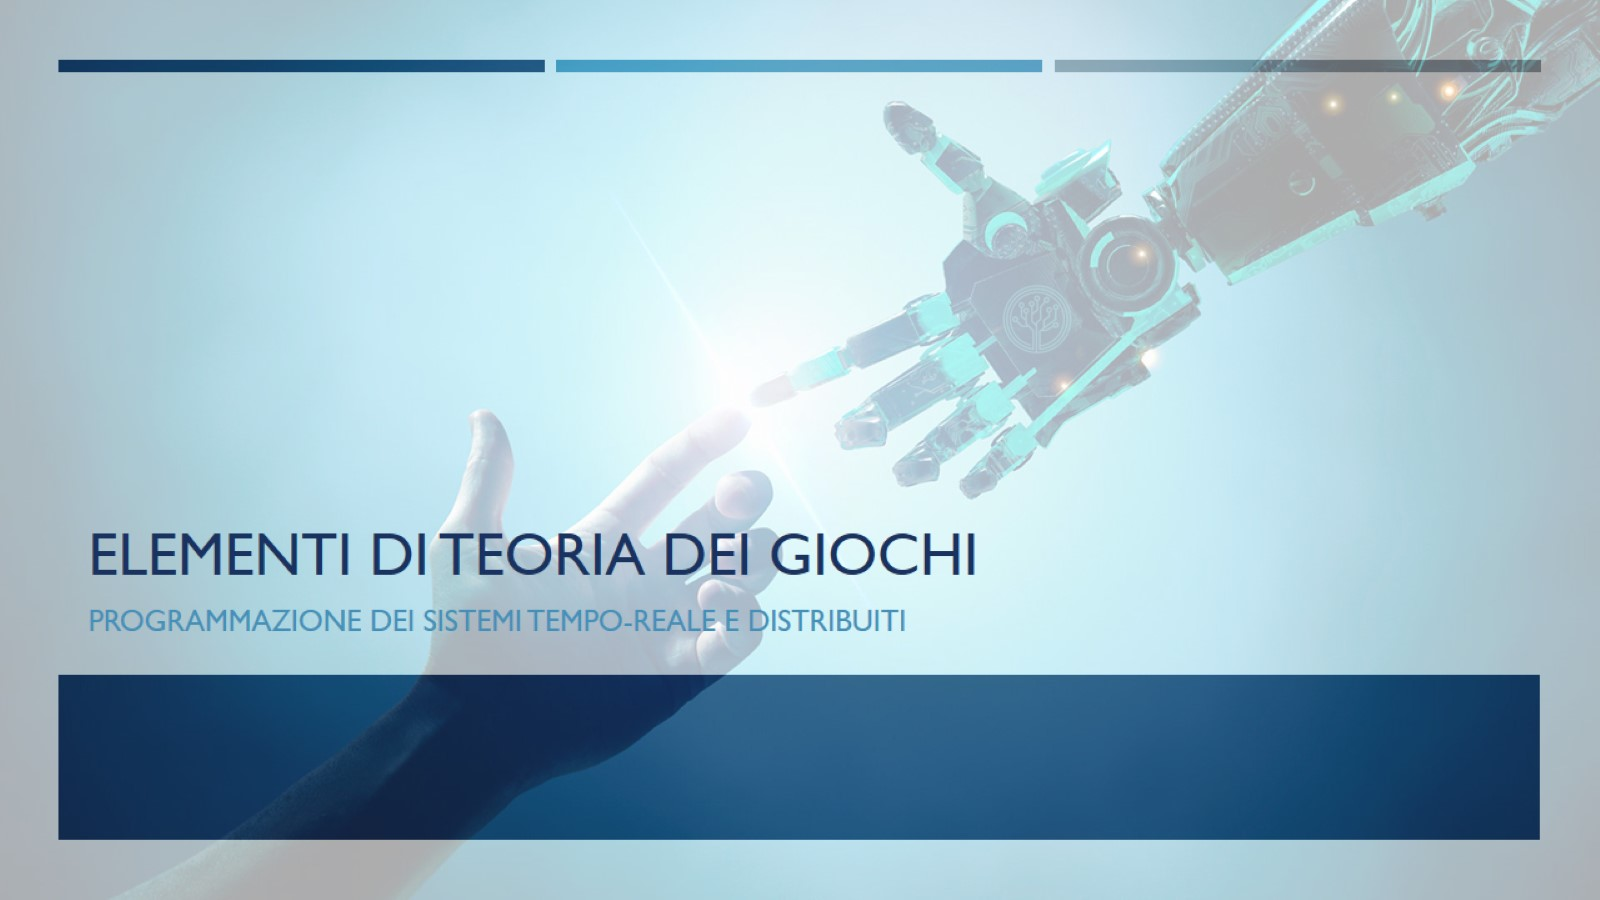 ELEMENTI DI TEORIA DEI GIOCHI
PROGRAMMAZIONE DEI SISTEMI TEMPO-REALE E DISTRIBUITI